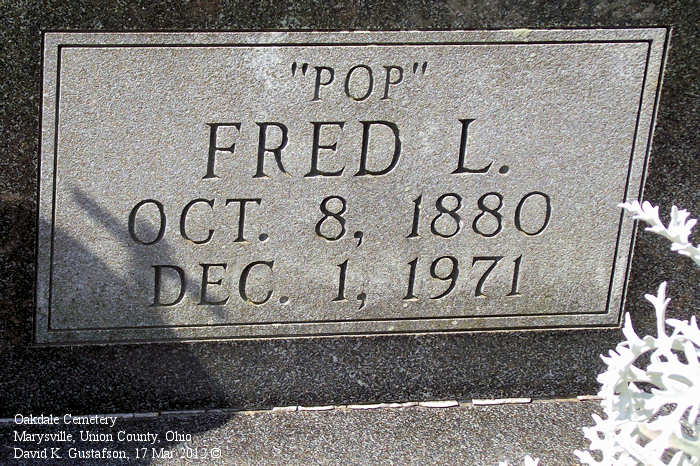 "POP"
FRED L.
OCT. 8, 1880
DEC. 1, 1971
Oakdale Cemetery
Marysville, Union County, Ohio
David K. Gustafson, 17 Mar 2012 ©